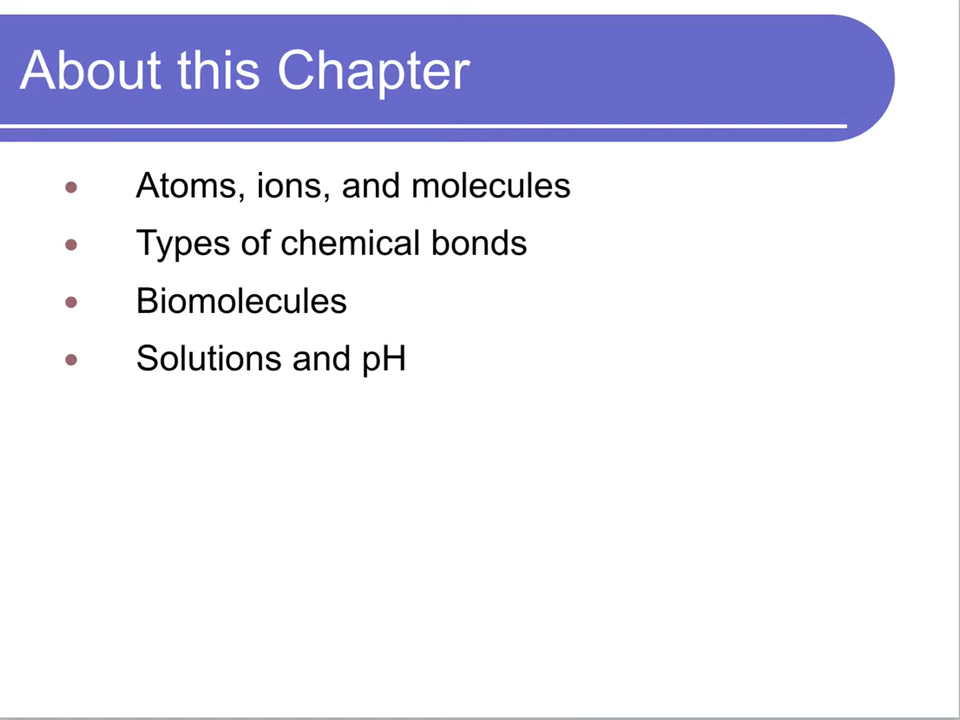 About this Chapter
Atoms, ions, and molecules
Types of chemical bonds
Biomolecules
Solutions and pH